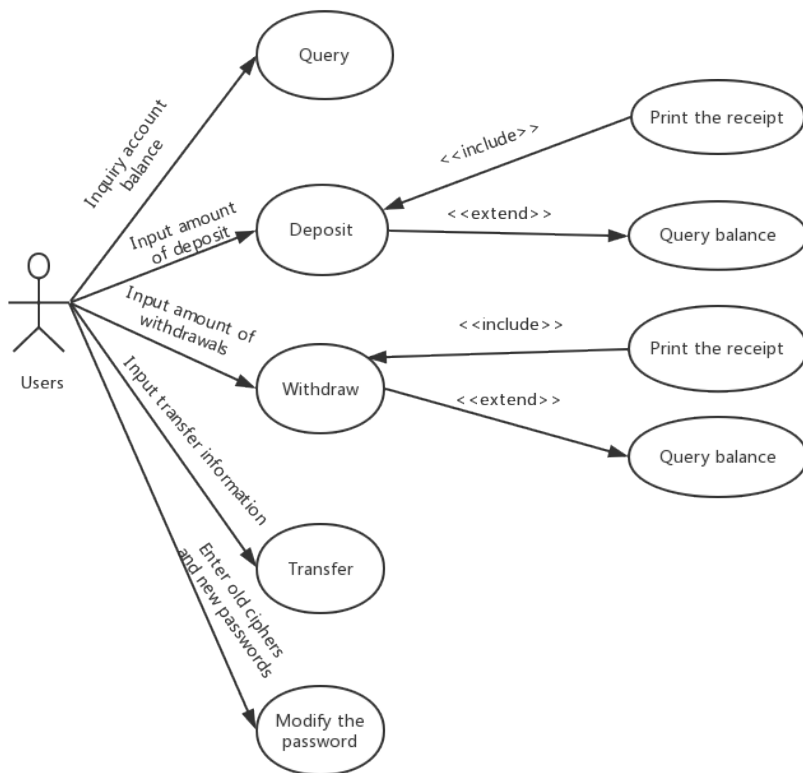 Query
Inquiry account
balance
Print the receipt
<<include>>
Input amount
of deposit
Deposit
<<extend>>
Query balance
Users
Input amount of
withdrawals
Withdraw
<<include>>
Print the receipt
<<extend>>
Query balance
Input transfer information
Transfer
Enter old ciphers
and new passwords
Modify the
password